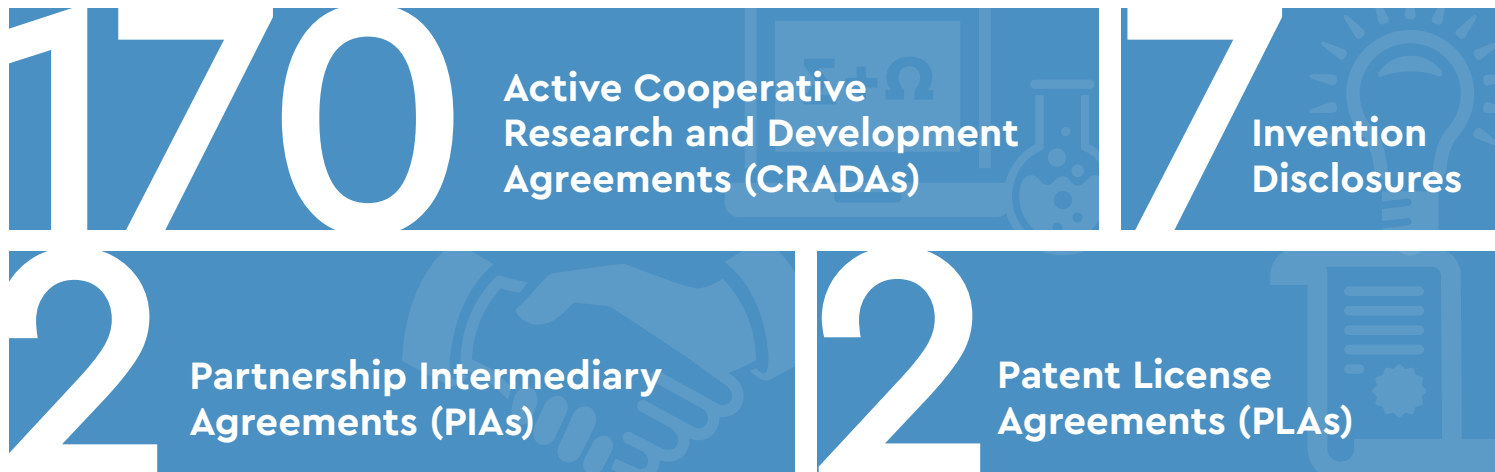 170
Active Cooperative
Research and Development
Agreements (CRADAs)
7
Invention
Disclosures
2
Partnership Intermediary
Agreements (PIAs)
2
Patent License
Agreements (PLAs)
Σ+Ω